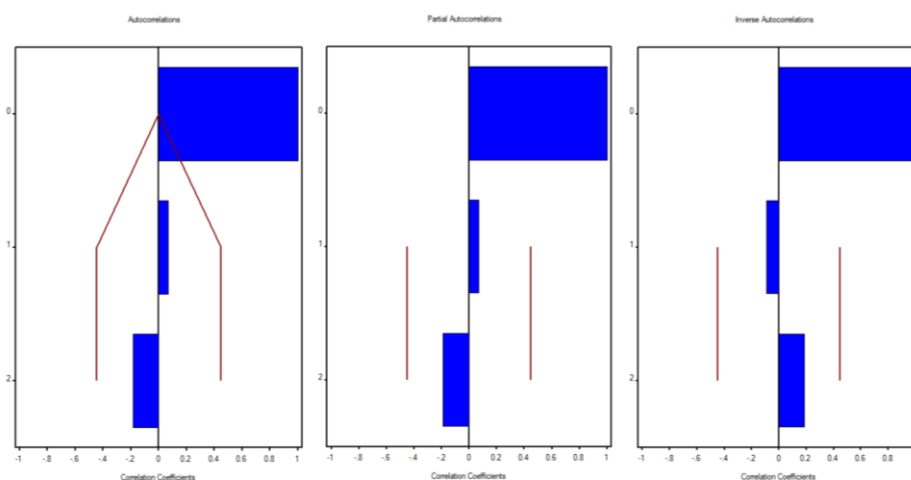 Autocorrelations
0
1
2
-1 -.8 -.6 -.4 -.2 0 0.2 0.4 0.6 0.8 1
Correlation Coefficients
Partial Autocorrelations
0
1
2
-1 -.8 -.6 -.4 -.2 0 0.2 0.4 0.6 0.8 1
Correlation Coefficients
Inverse Autocorrelations
0
1
2
-1 -.8 -.6 -.4 -.2 0 0.2 0.4 0.6 0.8
Correlation Coefficients